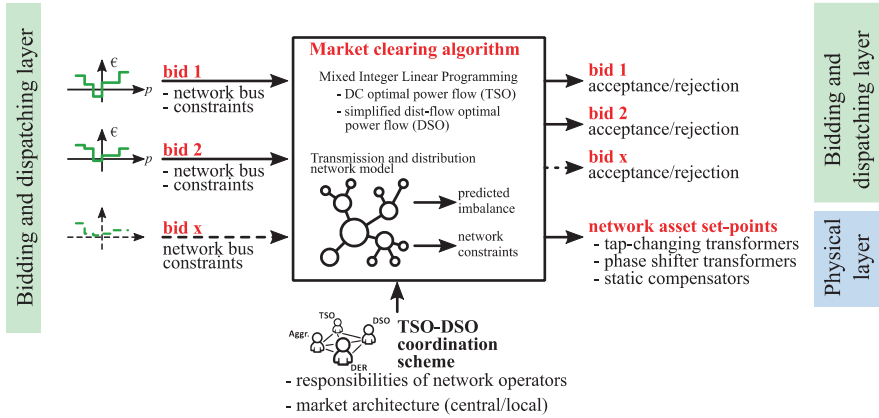 Bidding and dispatching layer
€
p
bid 1
- network bus
- constraints
€
p
bid 2
- network bus
- constraints
bid x
network bus
constraints
Market clearing algorithm
Mixed Integer Linear Programming
- DC optimal power flow (TSO)
- simplified dist-flow optimal
power flow (DSO)
Transmission and distribution
network model
predicted
imbalance
network
constraints
TSO
DSO
Aggr.
DER
TSO-DSO
coordination
scheme
- responsibilities of network operators
- market architecture (central/local)
bid 1
acceptance/rejection
bid 2
acceptance/rejection
bid x
acceptance/rejection
network asset set-points
- tap-changing transformers
- phase shifter transformers
- static compensators
Bidding and
dispatching layer
Physical
layer